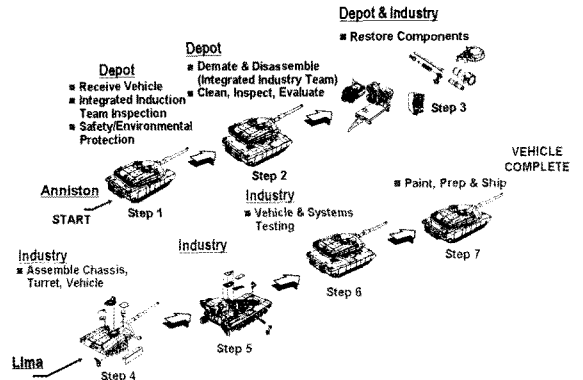 Depot & Industry
▪ Restore Components
Depot
▪ Demate & Disassemble
(Integrated Industry Team)
▪ Clean, Inspect, Evaluate
Depot
▪ Receive Vehicle
▪ Integrated Induction
Team Inspection
▪ Safety/Environmental
Protection
Step 3
Step 2
Anniston
START
Step 1
VEHICLE
COMPLETE
▪ Paint, Prep & Ship
Step 7
Industry
▪ Vehicle & Systems
Testing
Step 6
Industry
Step 5
Industry
▪ Assemble Chassis,
Turret, Vehicle
Lima
Step 4